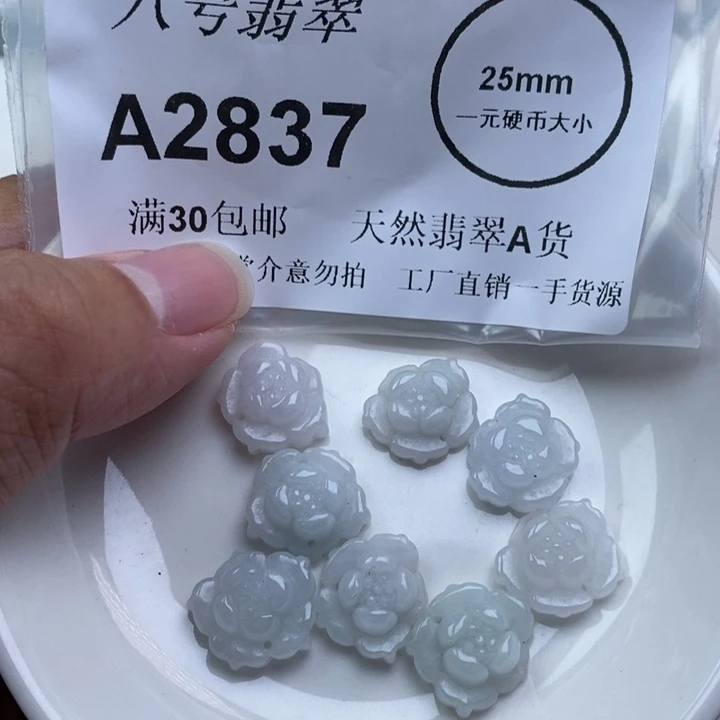 八号翡翠
A2837
25mm
一元硬币大小
满30包邮 天然翡翠A货
介意勿拍 工厂直销一手货源